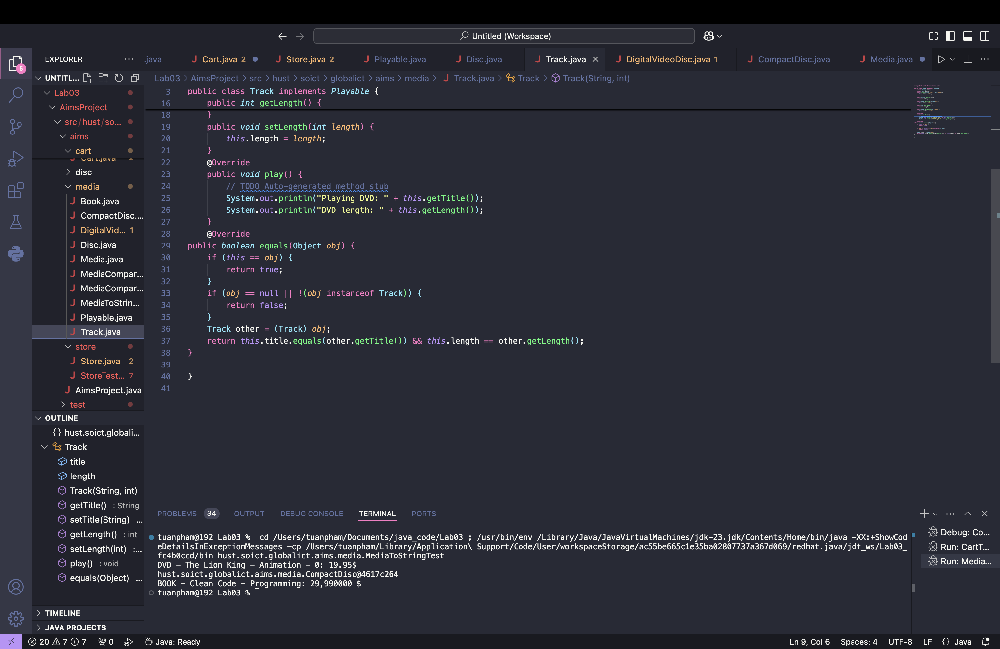 Untitled (Workspace)
EXPLORER
.java
Cart.java 2
Store.java 2
Playable.java
Disc.java
Track.java
DigitalVideoDisc.java 1
CompactDisc.java
Media.java
5
UNTITL...
Lab03 > AimsProject > src > hust > soict > globalict > aims > media > Track.java > Track > Track(String, int)
Lab03
AimsProject
src/hust/so...
aims
cart
Cart.java 2
disc
media
Book.java
CompactDisc....
DigitalVid... 1
Disc.java
Media.java
MediaCompar...
MediaCompar...
MediaToStrin...
Playable.java
Track.java
store
Store.java 2
StoreTest... 7
AimsProject.java
test
OUTLINE
{} hust.soict.globali...
Track
title
length
Track(String, int)
getTitle() : String
setTitle(String) ...
getLength() : int
setLength(int) :...
play() : void
equals(Object) ...
TIMELINE
JAVA PROJECTS
3 public class Track implements Playable {
16 public int getLength() {
18 }
19 public void setLength(int length) {
20 this.length = length;
21 }
22 @Override
23 public void play() {
24 // TODO Auto-generated method stub
25 System.out.println("Playing DVD: " + this.getTitle());
26 System.out.println("DVD length: " + this.getLength());
27 }
28 @Override
29 public boolean equals(Object obj) {
30 if (this == obj) {
31 return true;
32 }
33 if (obj == null || !(obj instanceof Track)) {
34 return false;
35 }
36 Track other = (Track) obj;
37 return this.title.equals(other.getTitle()) && this.length == other.getLength();
38 }
39
40 }
41
PROBLEMS 34 OUTPUT DEBUG CONSOLE TERMINAL PORTS
tuanpham@192 Lab03 % cd /Users/tuanpham/Documents/java_code/Lab03 ; /usr/bin/env /Library/Java/JavaVirtualMachines/jdk-23.jdk/Contents/Home/bin/java -XX:+ShowCod
eDetailsInExceptionMessages -cp /Users/tuanpham/Library/Application\ Support/Code/User/workspaceStorage/ac55be665c1e35ba02807737a367d069/redhat.java/jdt_ws/Lab03_
fc4b0ccd/bin hust.soict.globalict.aims.media.MediaToStringTest
DVD - The Lion King - Animation - 0: 19.95$
hust.soict.globalict.aims.media.CompactDisc@4617c264
BOOK - Clean Code - Programming: 29,990000 $
tuanpham@192 Lab03 %
Debug: Co...
Run: CartT...
Run: Media...
20 7 7 0 Java: Ready
Ln 9, Col 6 Spaces: 4 UTF-8 LF {} Java